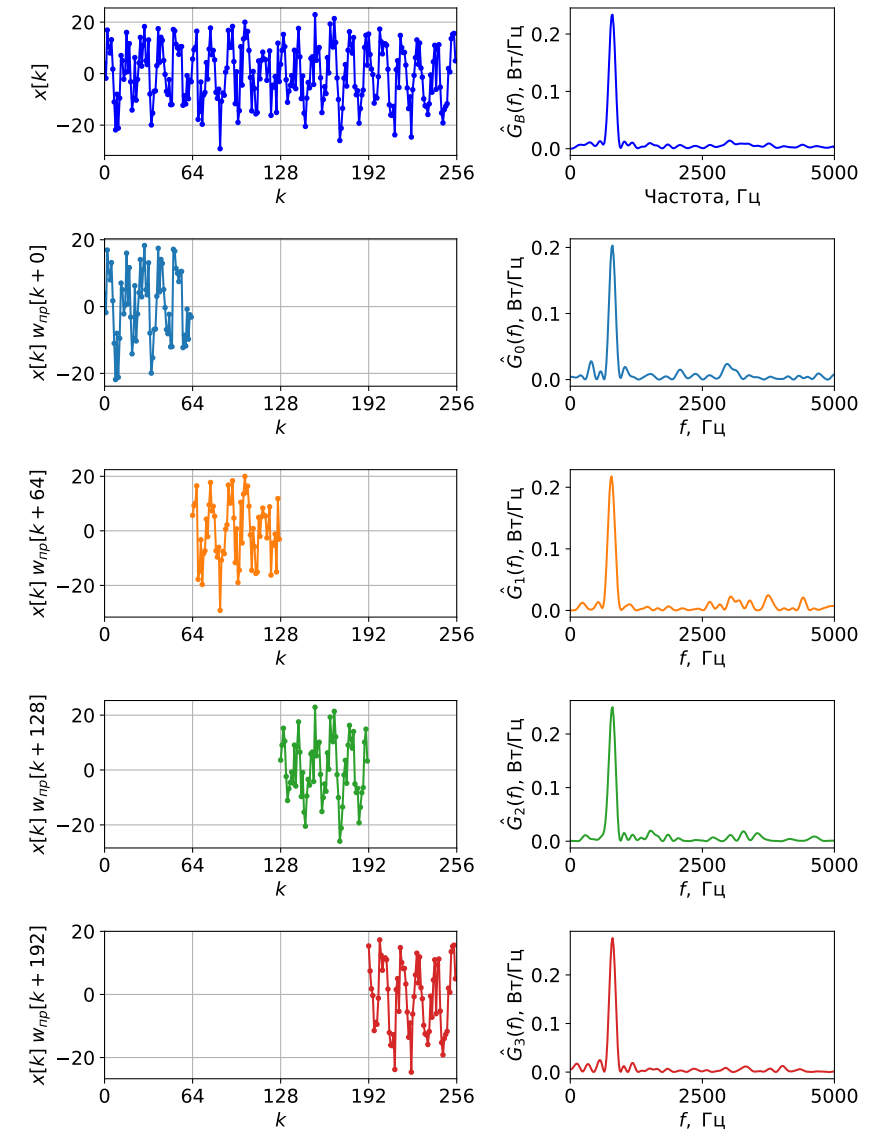 x[k]
20
0
−20
0 64 128 192 256
k
Ĝ_B(f), Вт/Гц
0.2
0.1
0.0
0 2500 5000
Частота, Гц
x[k] w_пр[k + 0]
20
0
−20
0 64 128 192 256
k
Ĝ_0(f), Вт/Гц
0.2
0.1
0.0
0 2500 5000
f, Гц
x[k] w_пр[k + 64]
20
0
−20
0 64 128 192 256
k
Ĝ_1(f), Вт/Гц
0.2
0.1
0.0
0 2500 5000
f, Гц
x[k] w_пр[k + 128]
20
0
−20
0 64 128 192 256
k
Ĝ_2(f), Вт/Гц
0.2
0.1
0.0
0 2500 5000
f, Гц
x[k] w_пр[k + 192]
20
0
−20
0 64 128 192 256
k
Ĝ_3(f), Вт/Гц
0.2
0.1
0.0
0 2500 5000
f, Гц